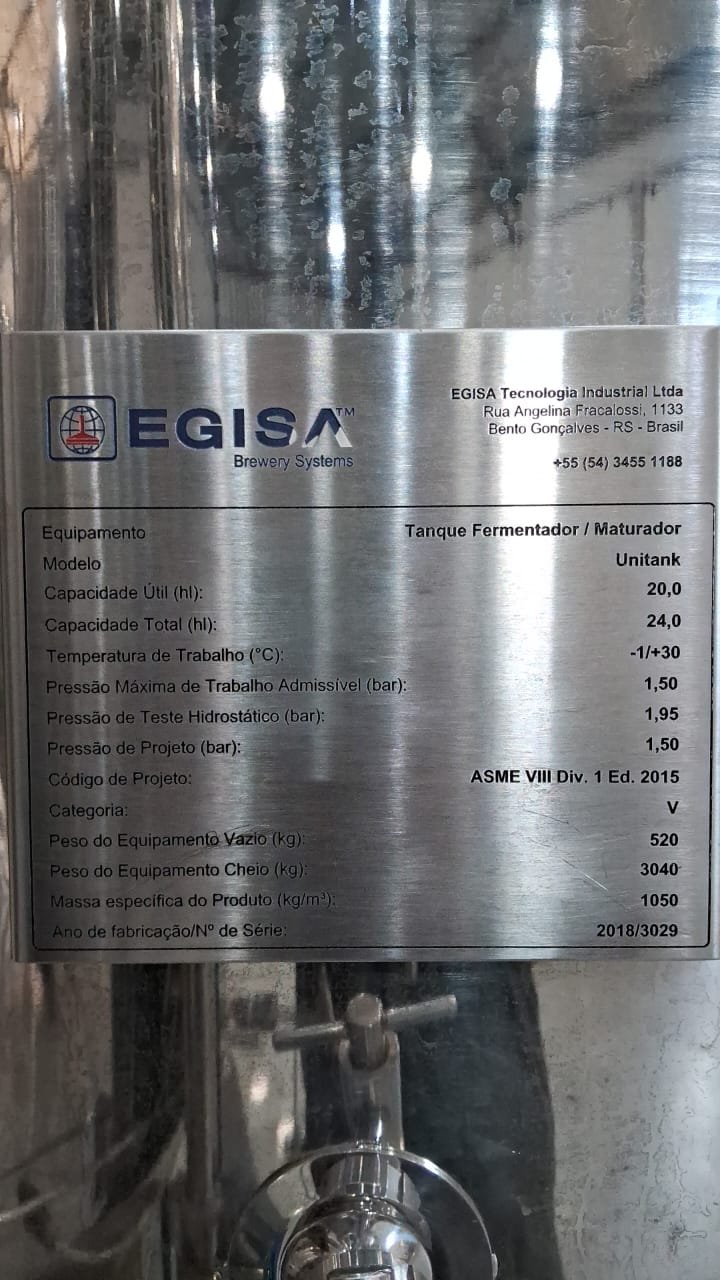 EGISA™
Brewery Systems
EGISA Tecnologia Industrial Ltda
Rua Angelina Fracalossi, 1133
Bento Gonçalves - RS - Brasil
+55 (54) 3455 1188
Equipamento Tanque Fermentador / Maturador
Modelo Unitank
Capacidade Útil (hl): 20,0
Capacidade Total (hl): 24,0
Temperatura de Trabalho (°C): -1/+30
Pressão Máxima de Trabalho Admissível (bar): 1,50
Pressão de Teste Hidrostático (bar): 1,95
Pressão de Projeto (bar): 1,50
Código de Projeto: ASME VIII Div. 1 Ed. 2015
Categoria: V
Peso do Equipamento Vazio (kg): 520
Peso do Equipamento Cheio (kg): 3040
Massa específica do Produto (kg/m³): 1050
Ano de fabricação/Nº de Série: 2018/3029